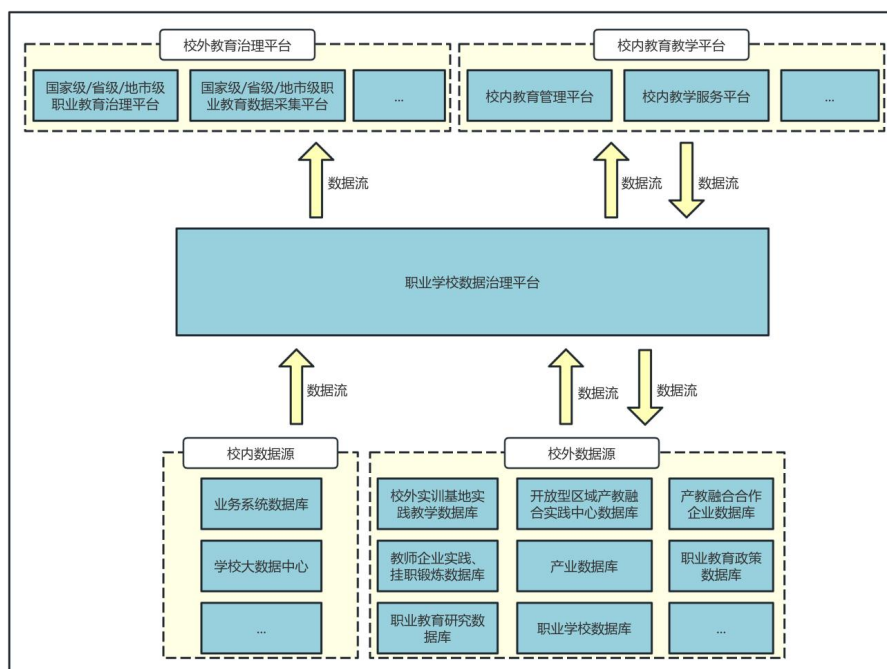 校外教育治理平台
校内教育教学平台
国家级/省级/地市级
职业教育治理平台
国家级/省级/地市级职
业教育数据采集平台
...
校内教育管理平台
校内教学服务平台
...
数据流
数据流
数据流
职业学校数据治理平台
数据流
数据流
数据流
校内数据源
校外数据源
业务系统数据库
学校大数据中心
...
校外实训基地实
践教学数据库
开放型区域产教融
合实践中心数据库
产教融合合作
企业数据库
教师企业实践、
挂职锻炼数据库
产业数据库
职业教育政策
数据库
职业教育研究数
据库
职业学校数据库
...